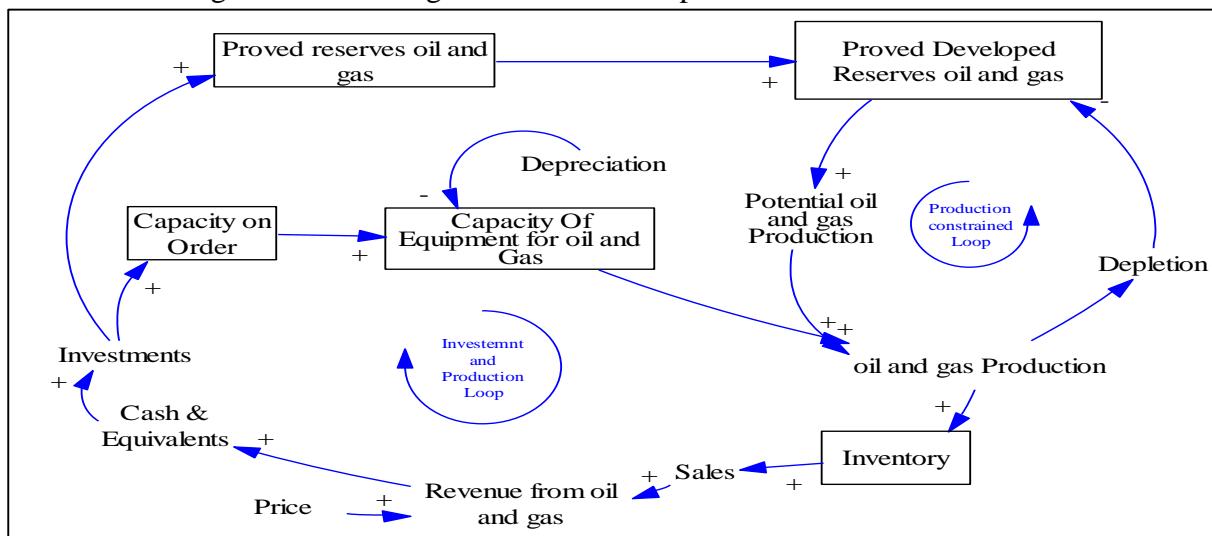 Proved reserves oil and
gas
+
Proved Developed
Reserves oil and gas
+
-
Depreciation
-
+
Capacity on
Order
Capacity Of
Equipment for oil and
Gas
+
Potential oil
and gas
Production
Production
constrained
Loop
Depletion
+
Investments
+
Investemnt
and
Production
Loop
++
oil and gas Production
+
Cash &
Equivalents
+
Inventory
+
Sales
+
Revenue from oil
and gas
Price
+